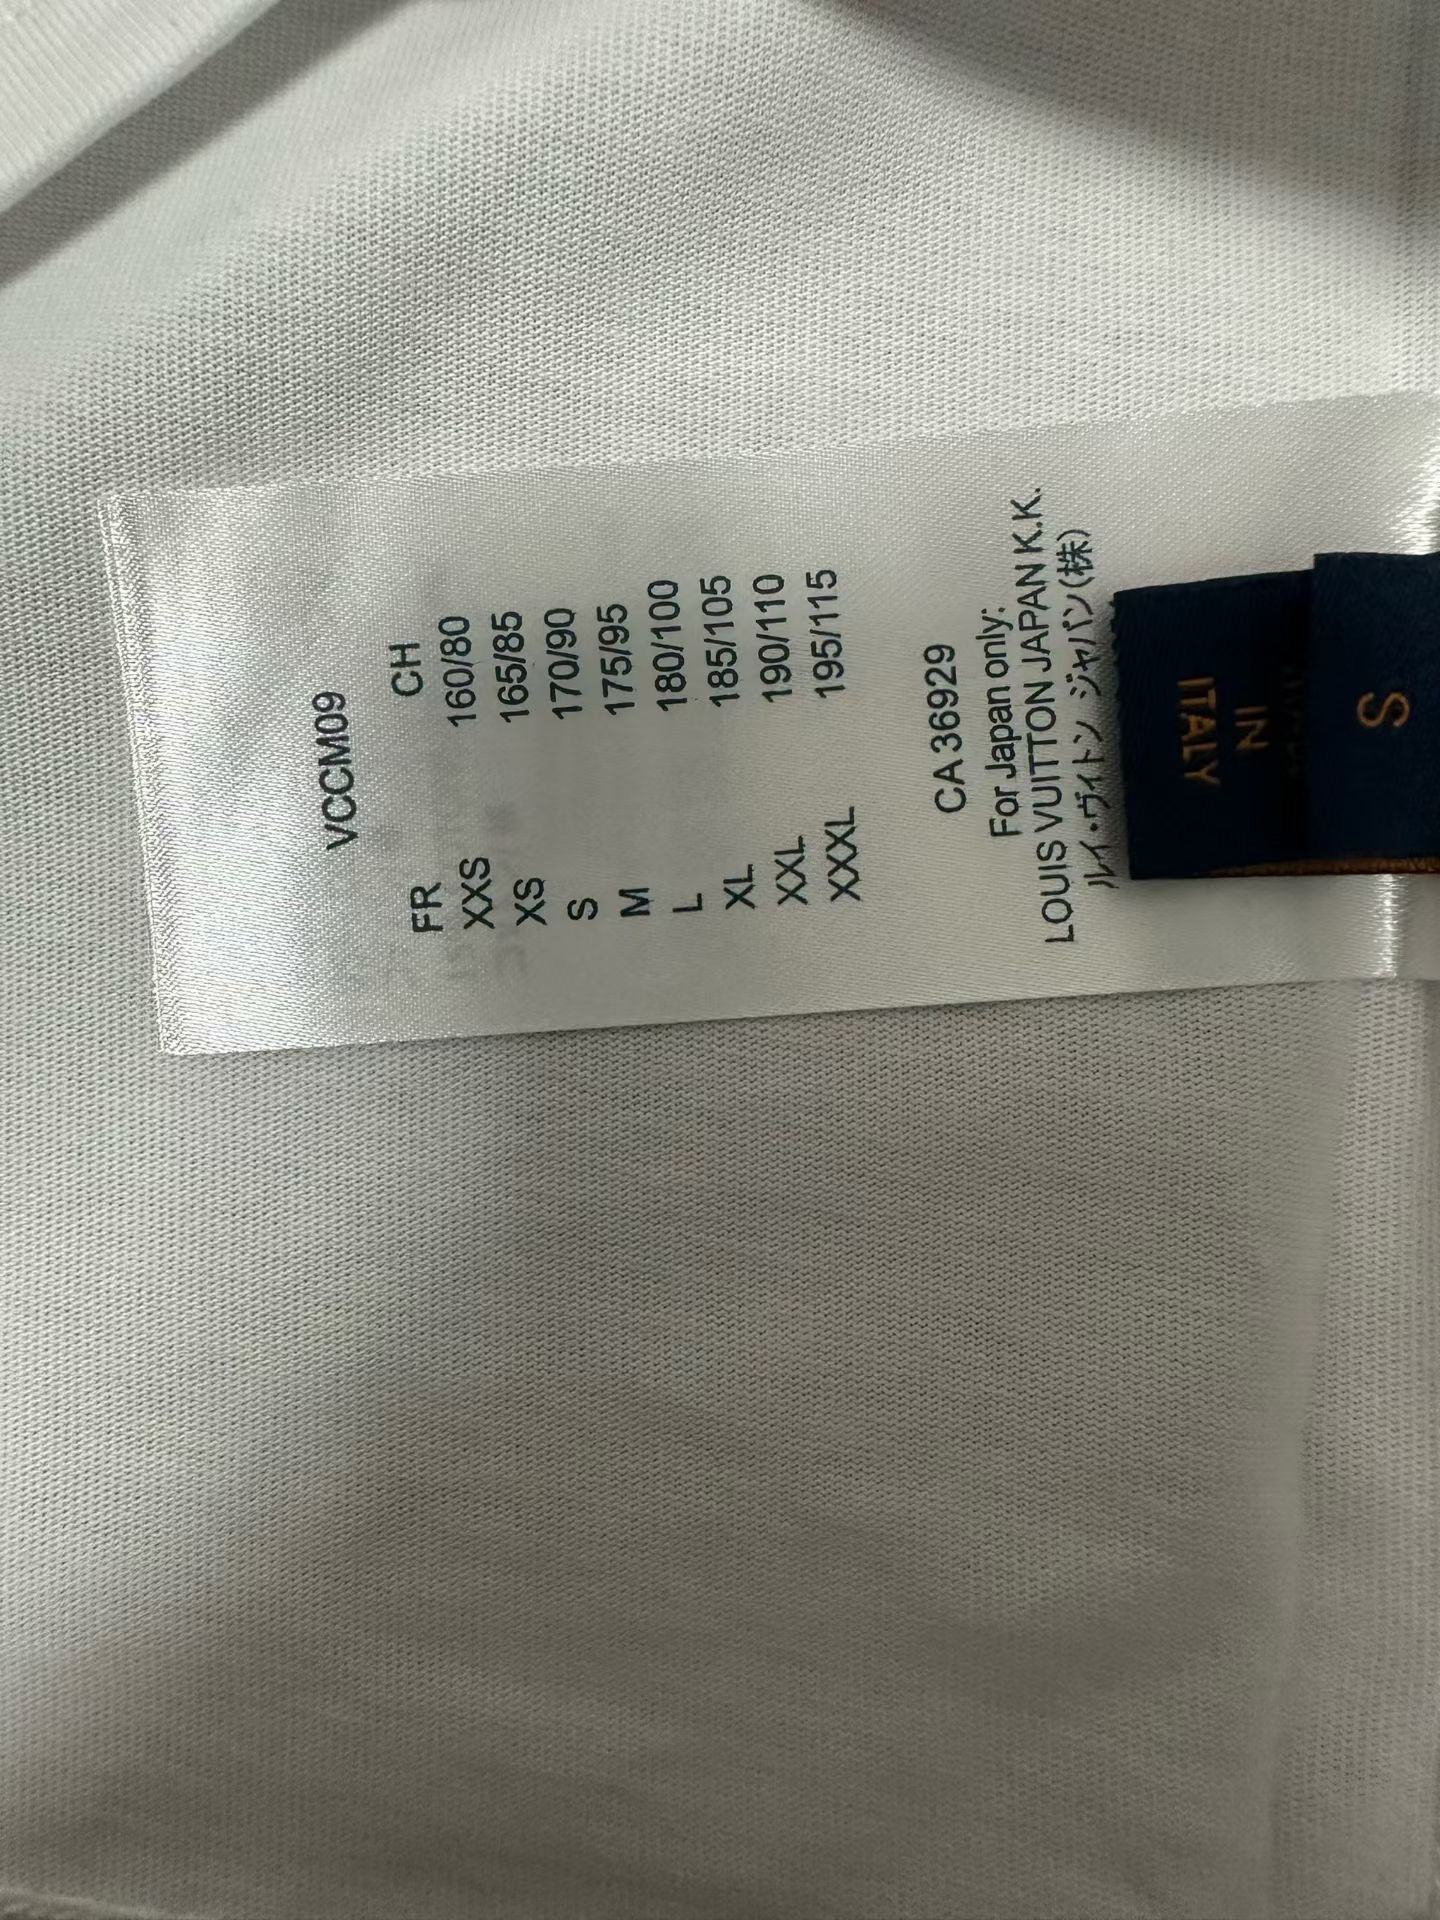 VCCM09
FR CH
XXS 160/80
XS 165/85
S 170/90
M 175/95
L 180/100
XL 185/105
XXL 190/110
XXXL 195/115
CA 36929
For Japan only:
LOUIS VUITTON JAPAN K.K.
ルイ・ヴィトン ジャパン(株)
IN
ITALY
S